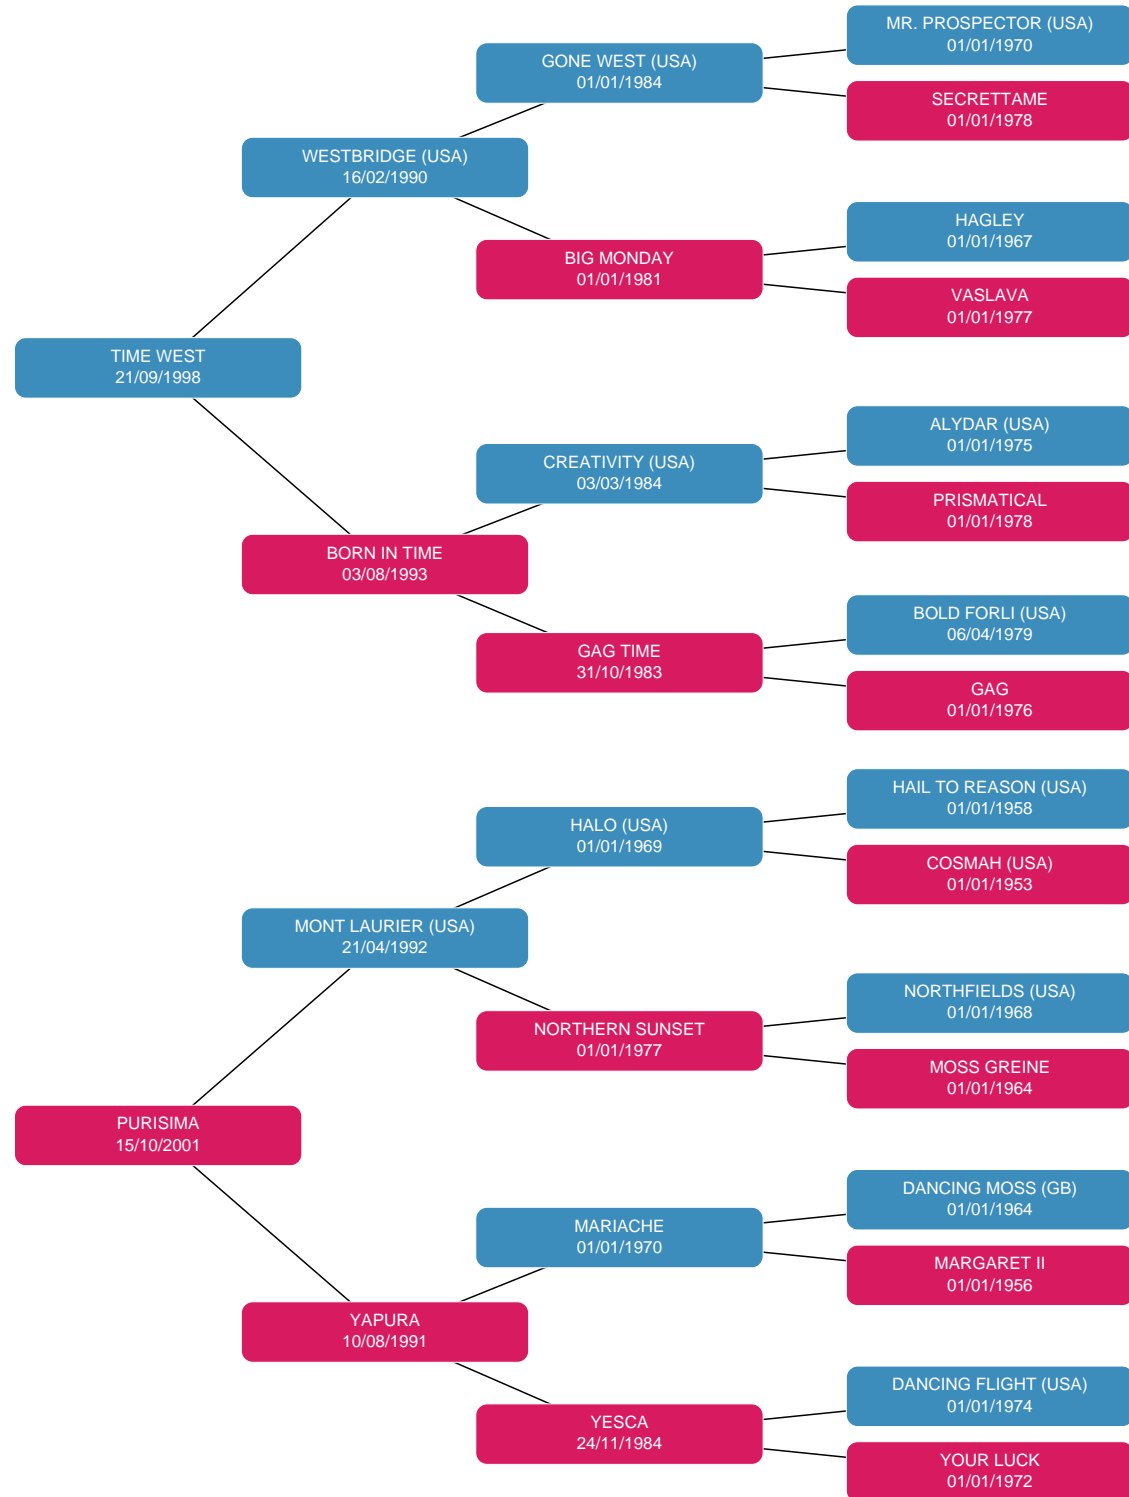 MR. PROSPECTOR (USA)
01/01/1970
GONE WEST (USA)
01/01/1984
SECRETTAME
01/01/1978
WESTBRIDGE (USA)
16/02/1990
HAGLEY
01/01/1967
BIG MONDAY
01/01/1981
VASLAVA
01/01/1977
TIME WEST
21/09/1998
ALYDAR (USA)
01/01/1975
CREATIVITY (USA)
03/03/1984
PRISMATICAL
01/01/1978
BORN IN TIME
03/08/1993
BOLD FORLI (USA)
06/04/1979
GAG TIME
31/10/1983
GAG
01/01/1976
HAIL TO REASON (USA)
01/01/1958
HALO (USA)
01/01/1969
COSMAH (USA)
01/01/1953
MONT LAURIER (USA)
21/04/1992
NORTHFIELDS (USA)
01/01/1968
NORTHERN SUNSET
01/01/1977
MOSS GREINE
01/01/1964
PURISIMA
15/10/2001
DANCING MOSS (GB)
01/01/1964
MARIACHE
01/01/1970
MARGARET II
01/01/1956
YAPURA
10/08/1991
DANCING FLIGHT (USA)
01/01/1974
YESCA
24/11/1984
YOUR LUCK
01/01/1972